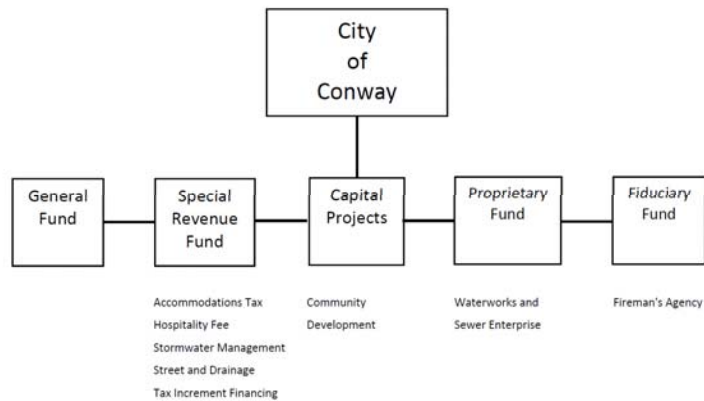 City
of
Conway
General
Fund
Special
Revenue
Fund
Capital
Projects
Proprietary
Fund
Fiduciary
Fund
Accommodations Tax
Hospitality Fee
Stormwater Management
Street and Drainage
Tax Increment Financing
Community
Development
Waterworks and
Sewer Enterprise
Fireman's Agency